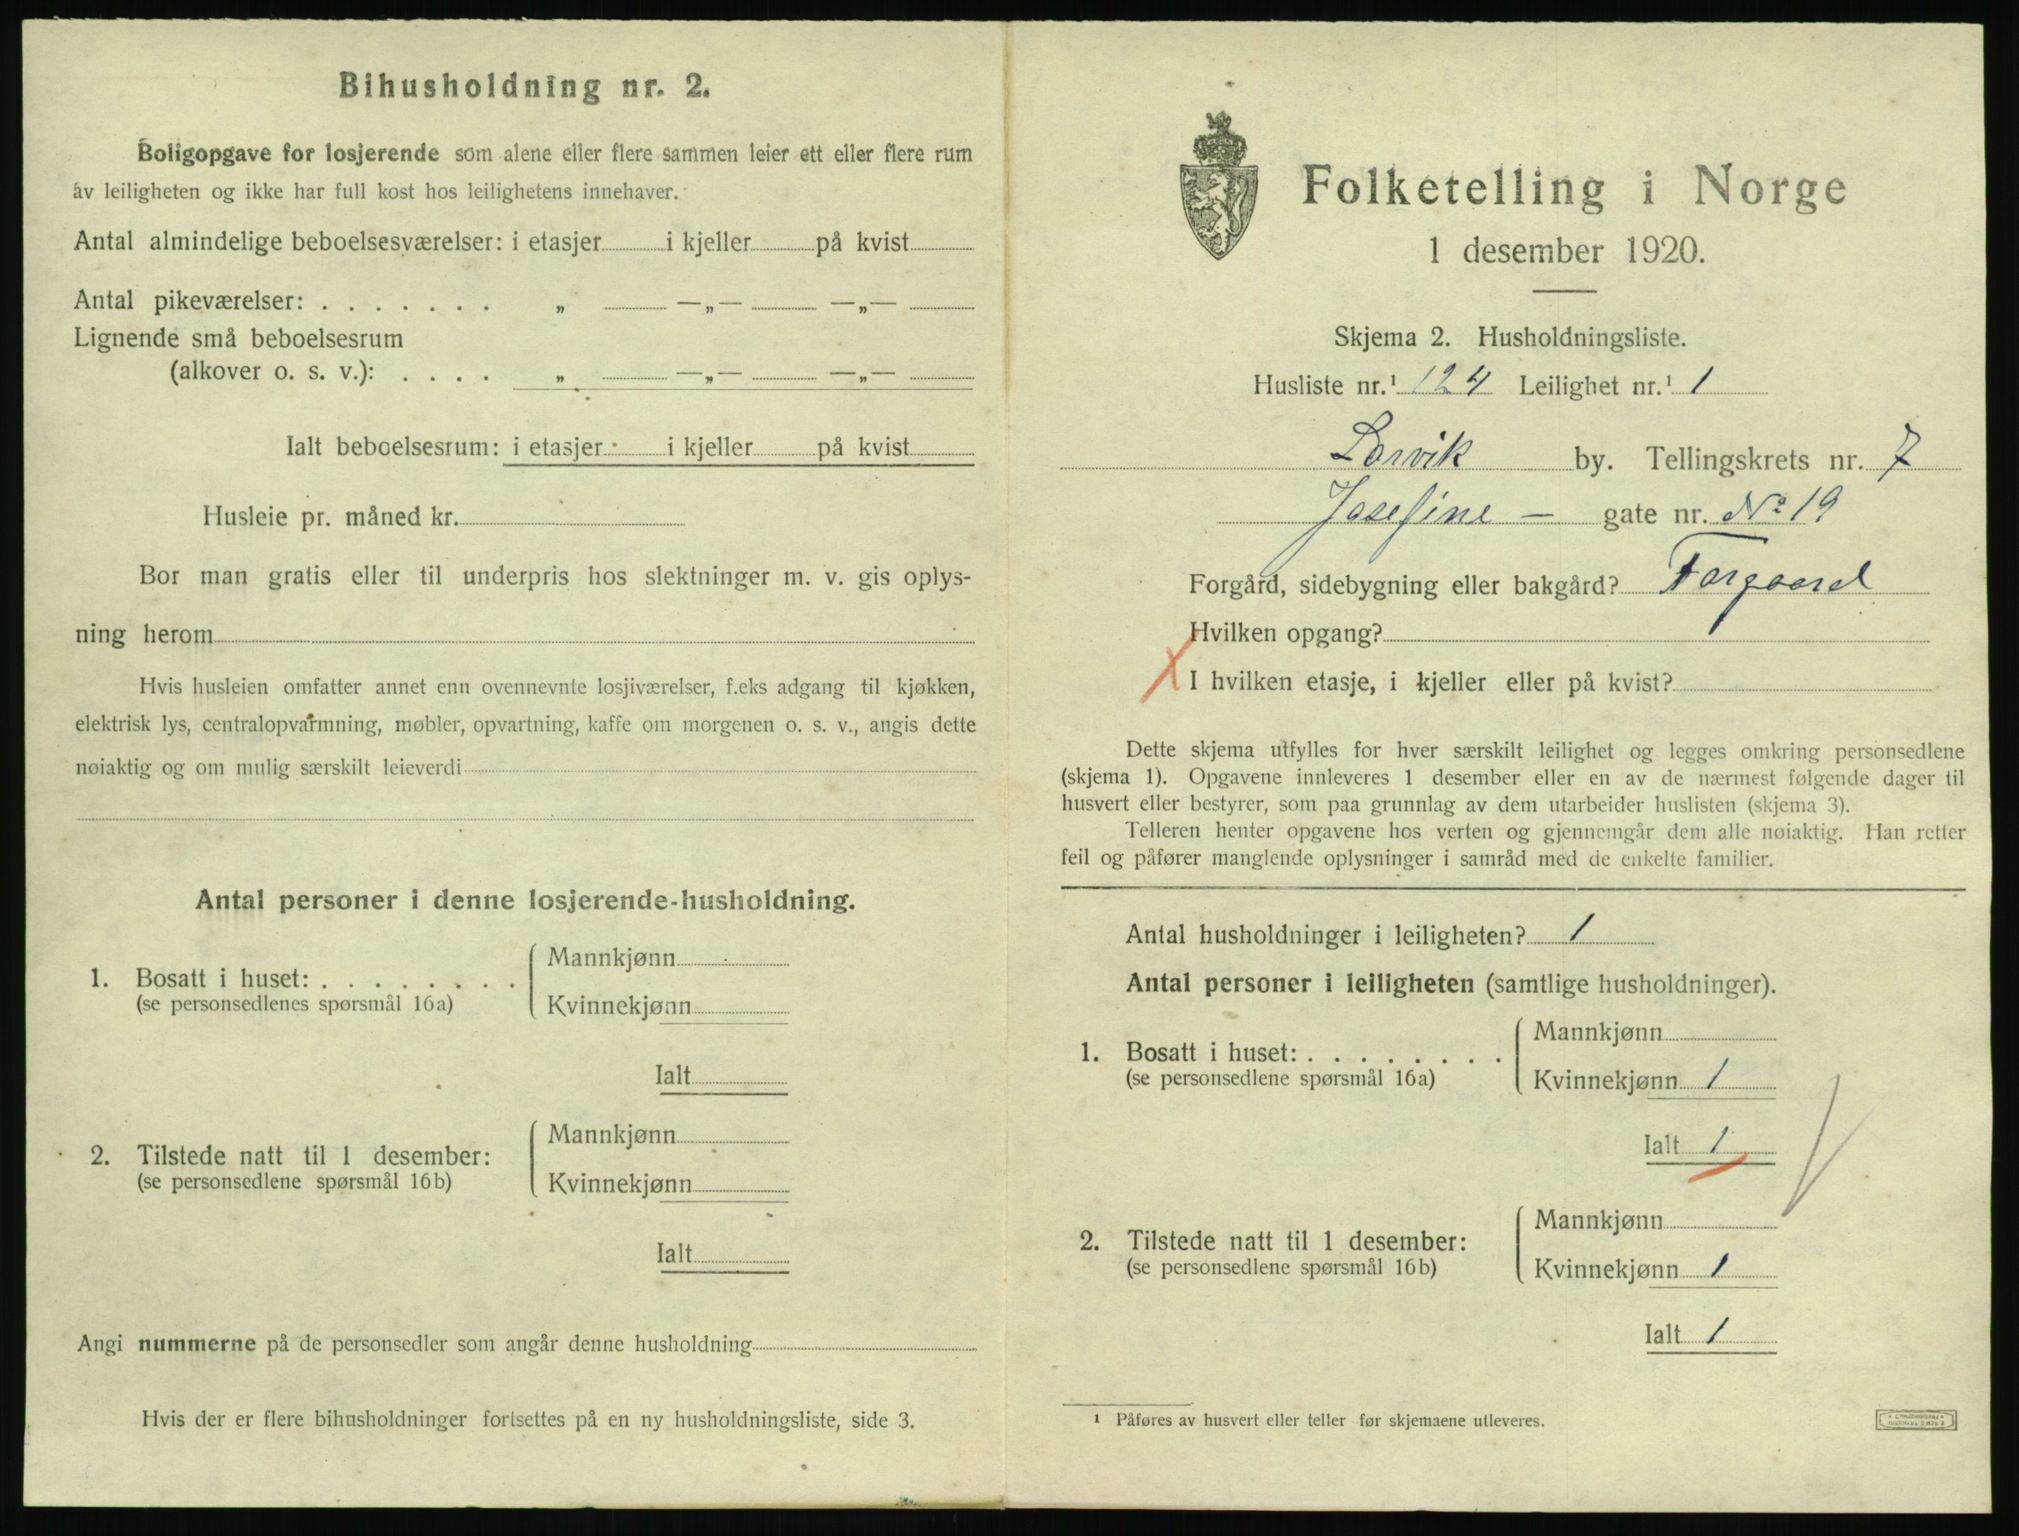 Bihusholdning nr. 2.
Boligopgave for losjerende som alene eller flere sammen leier ett eller flere rum
av leiligheten og ikke har full kost hos leilighetens innehaver.
Antal almindelige beboelsesværelser: i etasjer i kjeller på kvist
Antal pikeværelser: . . . . . . . „ —„— —„—
Lignende små beboelsesrum
(alkover o. s. v.): . . . . „ —„— —„—
Ialt beboelsesrum: i etasjer i kjeller på kvist
Husleie pr. måned kr.
Bor man gratis eller til underpris hos slektninger m. v. gis oplys-
ning herom
Hvis husleien omfatter annet enn ovennevnte losjiværelser, f.eks adgang til kjøkken,
elektrisk lys, centralopvarmning, møbler, opvartning, kaffe om morgenen o. s. v., angis dette
nøiaktig og om mulig særskilt leieverdi
Antal personer i denne losjerende-husholdning.
1. Bosatt i huset: . . . . . . . . Mannkjønn
(se personsedlenes spørsmål 16a) Kvinnekjønn
Ialt
2. Tilstede natt til 1 desember: Mannkjønn
(se personsedlene spørsmål 16b) Kvinnekjønn
Ialt
Angi nummerne på de personsedler som angår denne husholdning
Hvis der er flere bihusholdninger fortsettes på en ny husholdningsliste, side 3.
Folketelling i Norge
1 desember 1920.
Skjema 2. Husholdningsliste.
Husliste nr.¹ 124 Leilighet nr.¹ 1
Larvik by. Tellingskrets nr. 7
Josefine — gate nr. No 19
Forgård, sidebygning eller bakgård? Forgaard
Hvilken opgang?
X I hvilken etasje, i kjeller eller på kvist?
Dette skjema utfylles for hver særskilt leilighet og legges omkring personsedlene
(skjema 1). Opgavene innleveres 1 desember eller en av de nærmest følgende dager til
husvert eller bestyrer, som paa grunnlag av dem utarbeider huslisten (skjema 3).
Telleren henter opgavene hos verten og gjennemgår dem alle nøiaktig. Han retter
feil og påfører manglende oplysninger i samråd med de enkelte familier.
Antal husholdninger i leiligheten? 1
Antal personer i leiligheten (samtlige husholdninger).
1. Bosatt i huset: . . . . . . . . Mannkjønn
(se personsedlene spørsmål 16a) Kvinnekjønn 1
Ialt 1
2. Tilstede natt til 1 desember: Mannkjønn
(se personsedlene spørsmål 16b) Kvinnekjønn 1
Ialt 1
¹ Påføres av husvert eller teller før skjemaene utleveres.